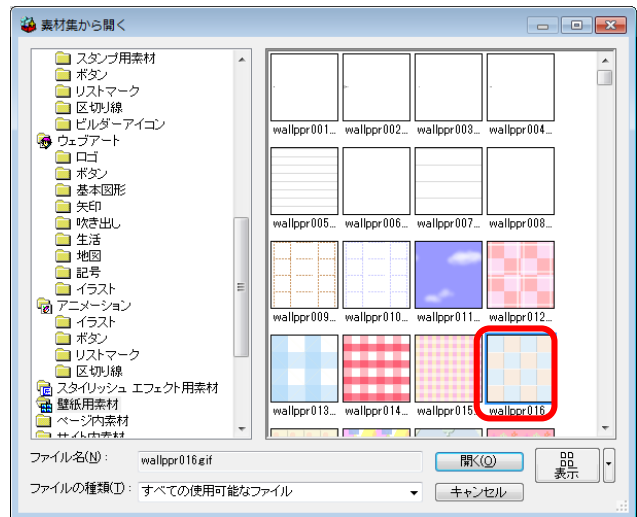 素材集から開く
スタンプ用素材
ボタン
リストマーク
区切り線
ビルダーアイコン
ウェブアート
ロゴ
ボタン
基本図形
矢印
吹き出し
生活
地図
記号
イラスト
アニメーション
イラスト
ボタン
リストマーク
区切り線
スタイリッシュ エフェクト用素材
壁紙用素材
ページ内素材
サイト内素材
wallppr001... wallppr002... wallppr003... wallppr004...
wallppr005... wallppr006... wallppr007... wallppr008...
wallppr009... wallppr010... wallppr011... wallppr012...
wallppr013... wallppr014... wallppr015 wallppr016
ファイル名(N): wallppr016.gif 開く(O)
表示
ファイルの種類(T): すべての使用可能なファイル キャンセル